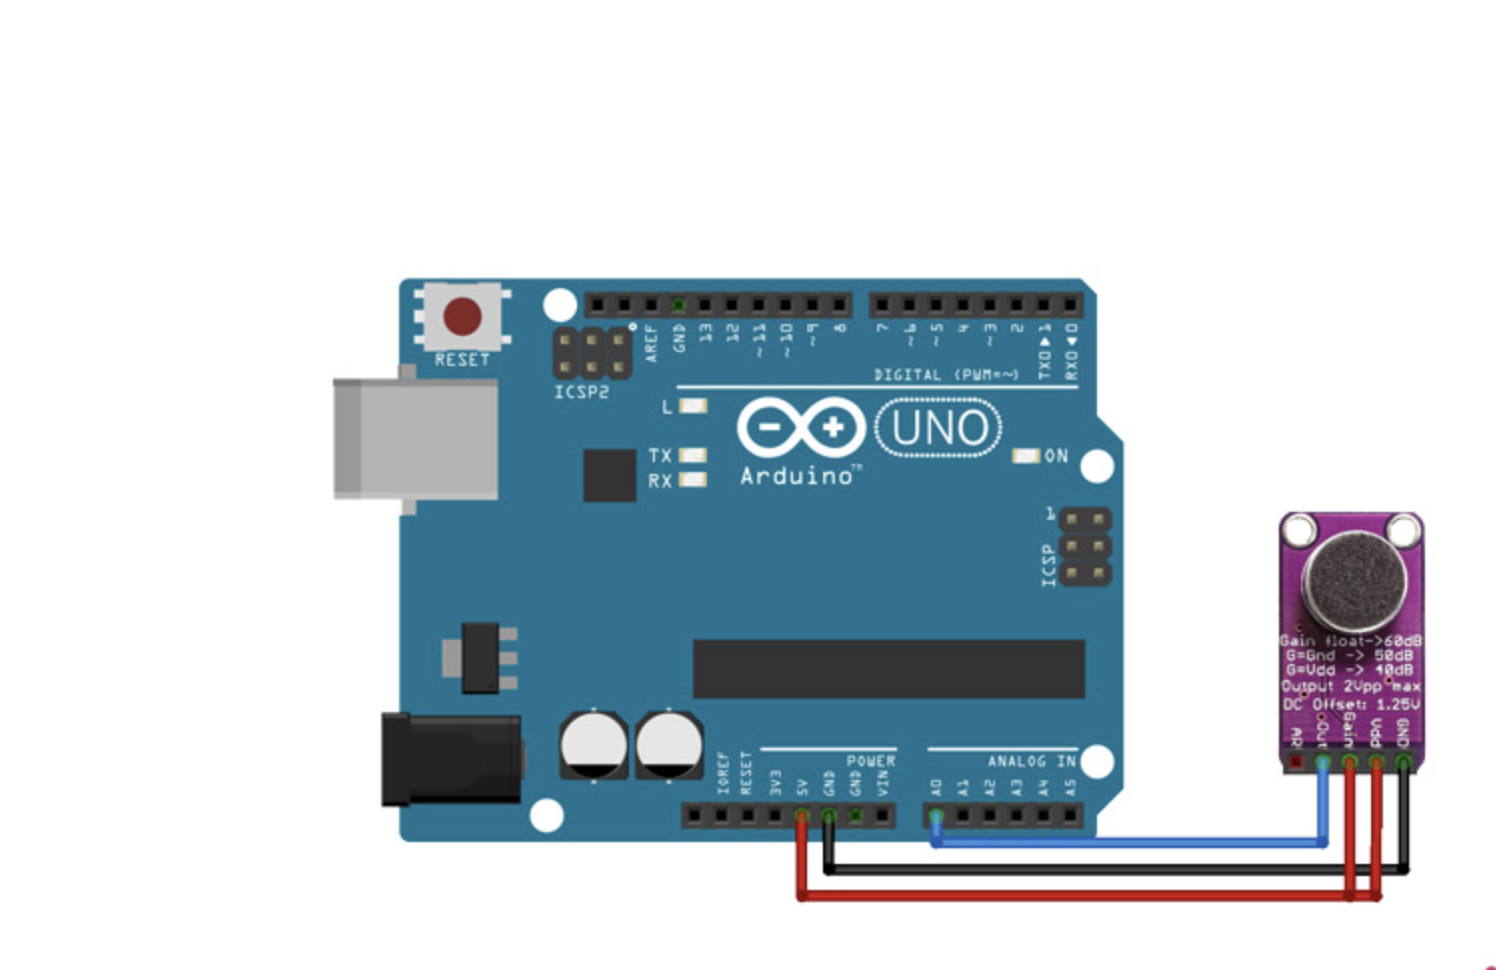 RESET
ICSP2
AREF
GND
13
12
~11
~10
~9
8
7
~6
~5
4
~3
2
TX0▶1
RX0◀0
DIGITAL (PWM=~)
L
TX
RX
UNO
Arduino™
ON
1
ICSP
Gain float->60dB
G=Gnd -> 50dB
G=Vdd -> 40dB
Output 2Vpp max
DC Offset: 1.25V
AR
Out
Gain
Vdd
GND
POWER
ANALOG IN
IOREF
RESET
3V3
5V
GND
GND
VIN
A0
A1
A2
A3
A4
A5